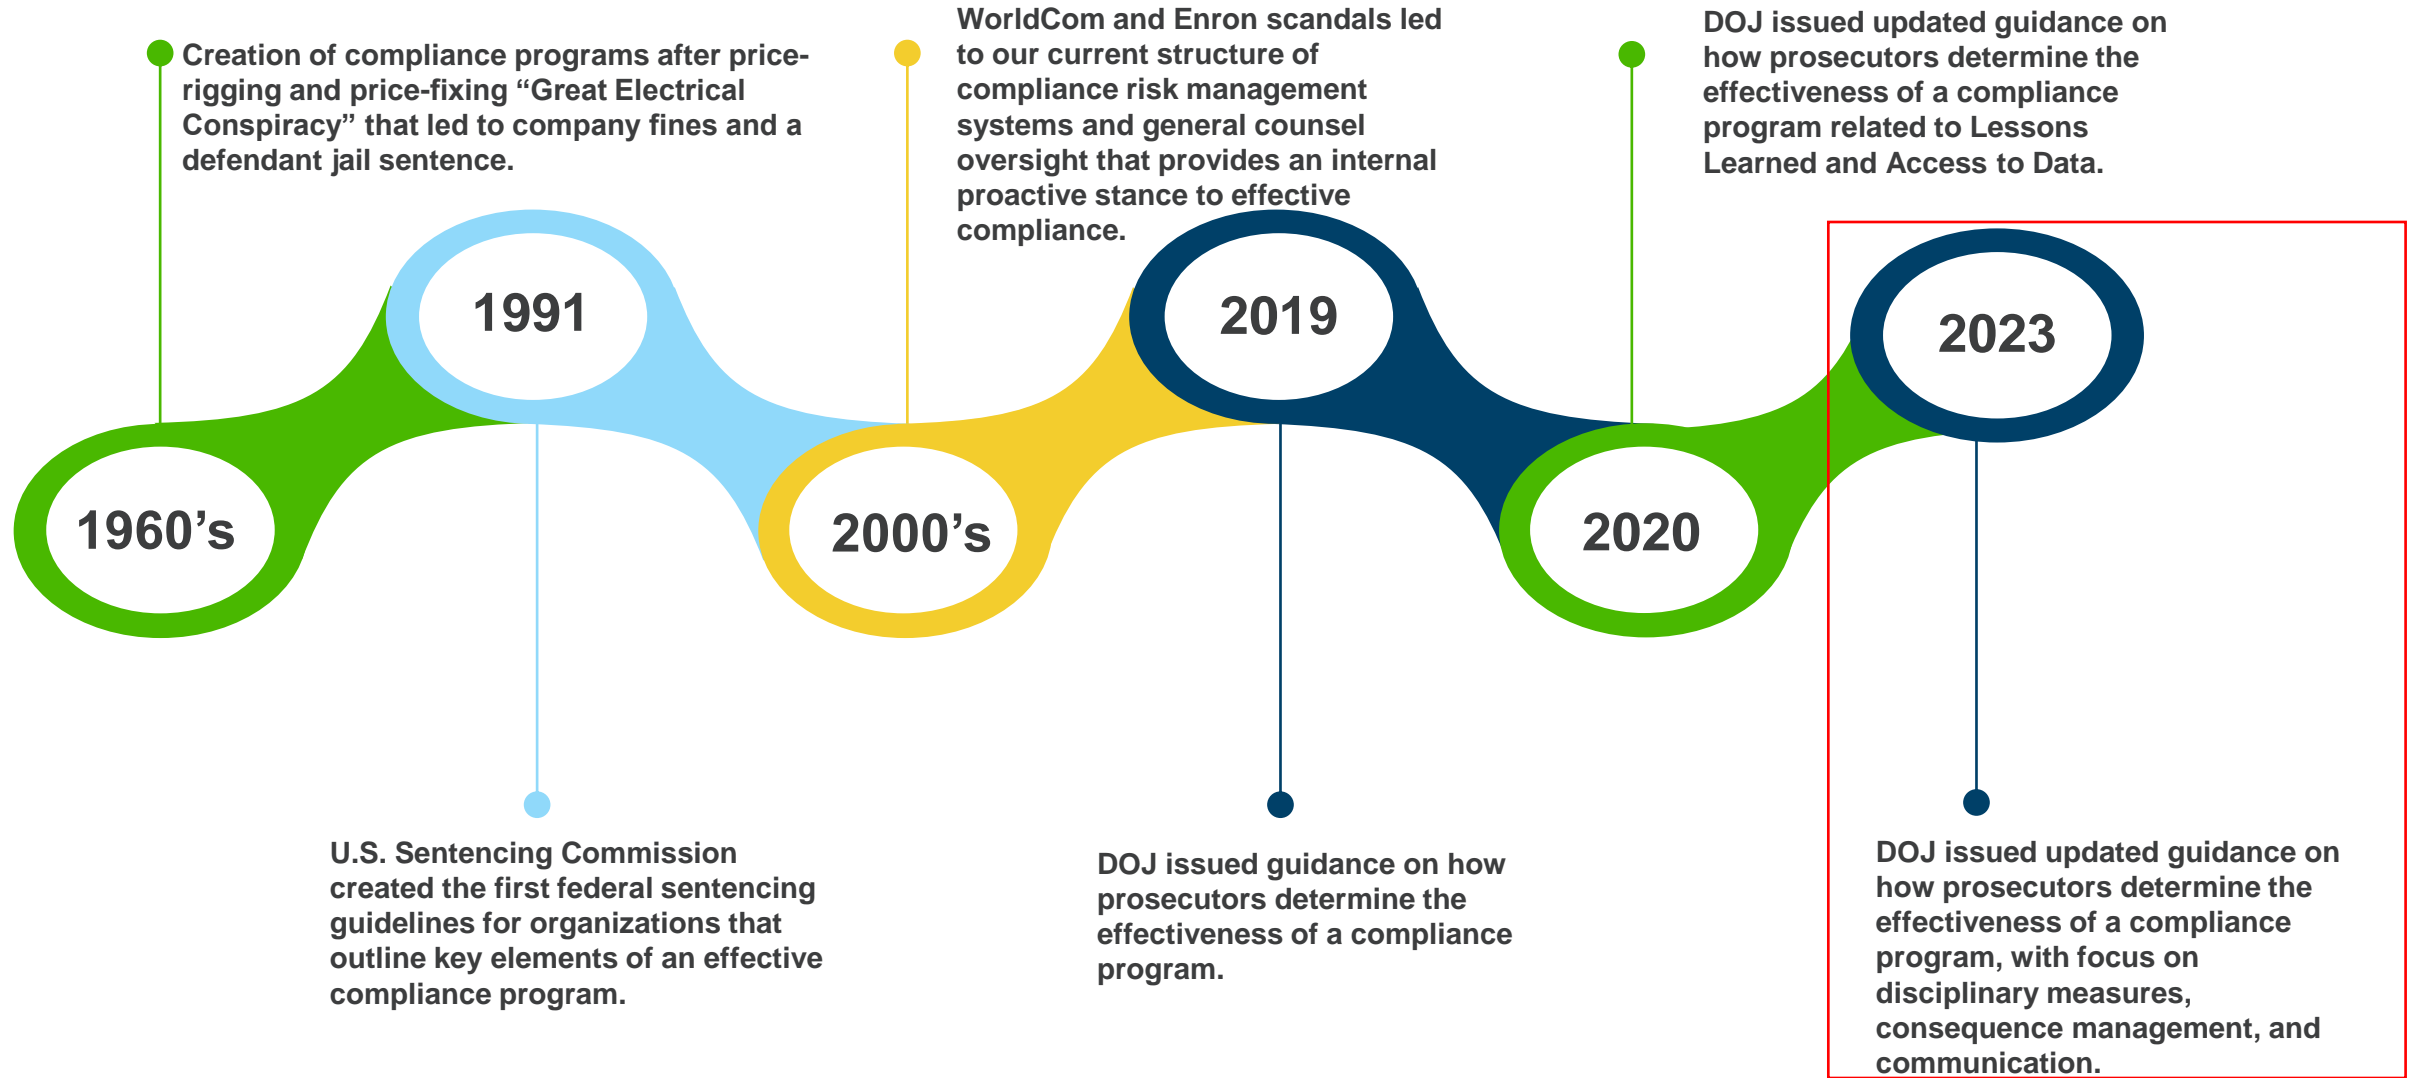 1960’s
Creation of compliance programs after price-
rigging and price-fixing “Great Electrical
Conspiracy” that led to company fines and a
defendant jail sentence.
1991
U.S. Sentencing Commission
created the first federal sentencing
guidelines for organizations that
outline key elements of an effective
compliance program.
2000’s
WorldCom and Enron scandals led
to our current structure of
compliance risk management
systems and general counsel
oversight that provides an internal
proactive stance to effective
compliance.
2019
DOJ issued guidance on how
prosecutors determine the
effectiveness of a compliance
program.
2020
DOJ issued updated guidance on
how prosecutors determine the
effectiveness of a compliance
program related to Lessons
Learned and Access to Data.
2023
DOJ issued updated guidance on
how prosecutors determine the
effectiveness of a compliance
program, with focus on
disciplinary measures,
consequence management, and
communication.